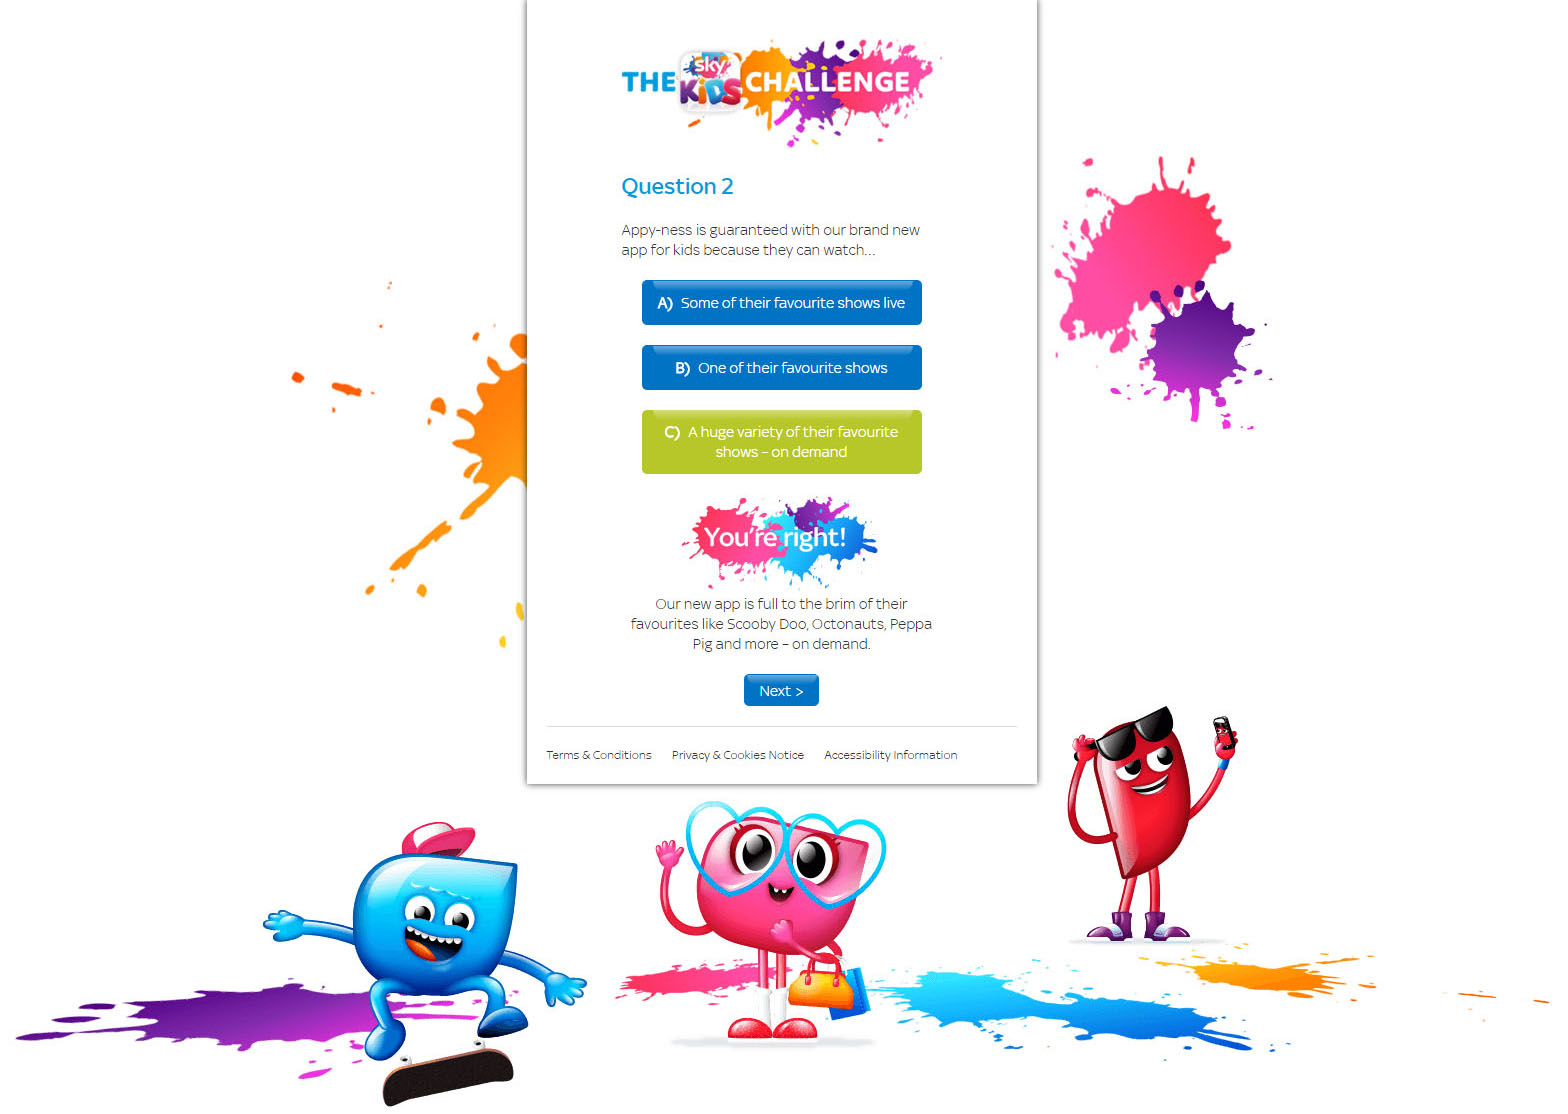 THE sky KiDS CHALLENGE
Question 2
Appy-ness is guaranteed with our brand new
app for kids because they can watch...
A) Some of their favourite shows live
B) One of their favourite shows
C) A huge variety of their favourite
shows – on demand
You're right!
Our new app is full to the brim of their
favourites like Scooby Doo, Octonauts, Peppa
Pig and more – on demand.
Next >
Terms & Conditions Privacy & Cookies Notice Accessibility Information